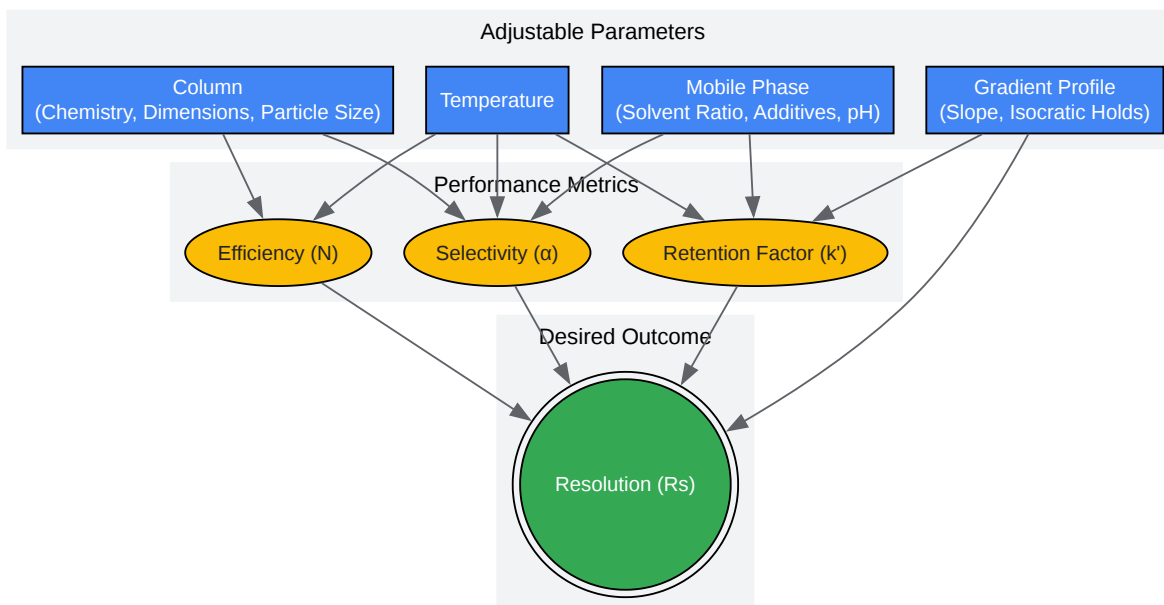 Adjustable Parameters
Column
(Chemistry, Dimensions, Particle Size)
Temperature
Mobile Phase
(Solvent Ratio, Additives, pH)
Gradient Profile
(Slope, Isocratic Holds)
Performance Metrics
Efficiency (N)
Selectivity (α)
Retention Factor (k')
Desired Outcome
Resolution (Rs)